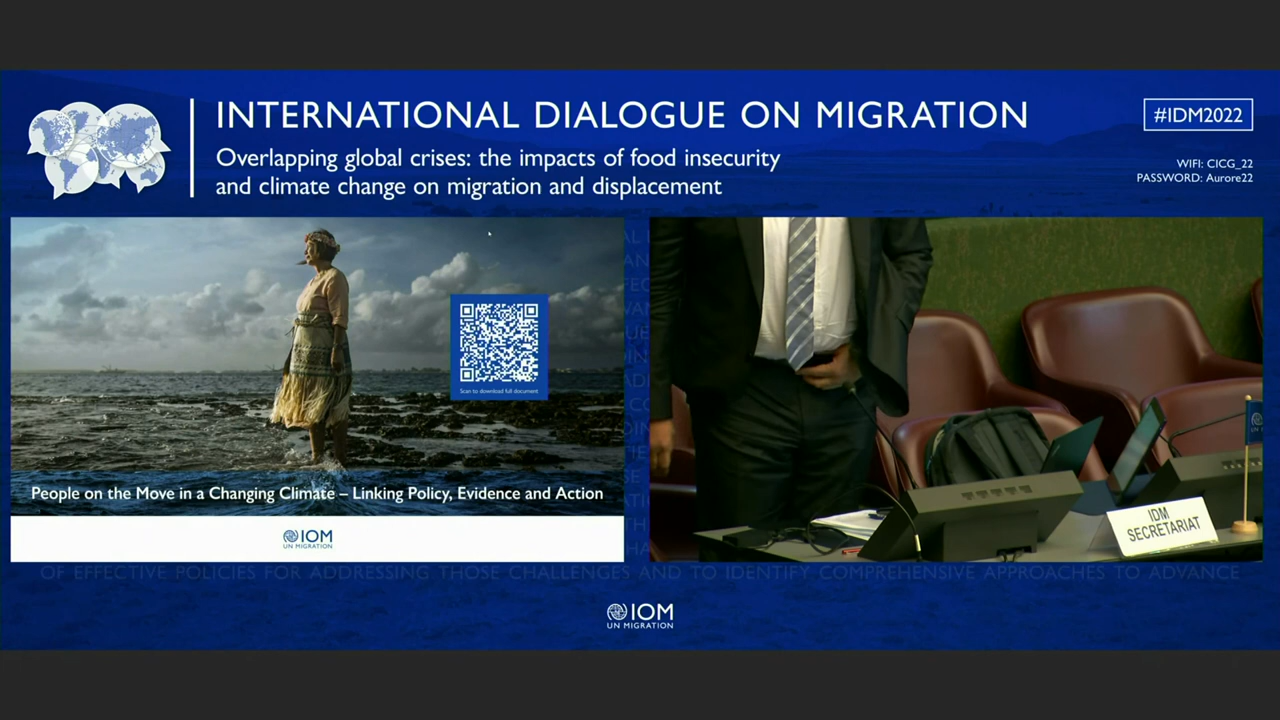 INTERNATIONAL DIALOGUE ON MIGRATION
Overlapping global crises: the impacts of food insecurity
and climate change on migration and displacement
#IDM2022
WIFI: CICG_22
PASSWORD: Aurore22
Scan to download full document
People on the Move in a Changing Climate – Linking Policy, Evidence and Action
IOM
UN MIGRATION
IDM
SECRETARIAT
OF EFFECTIVE POLICIES FOR ADDRESSING THOSE CHALLENGES AND TO IDENTIFY COMPREHENSIVE APPROACHES TO ADVANCE
IOM
UN MIGRATION